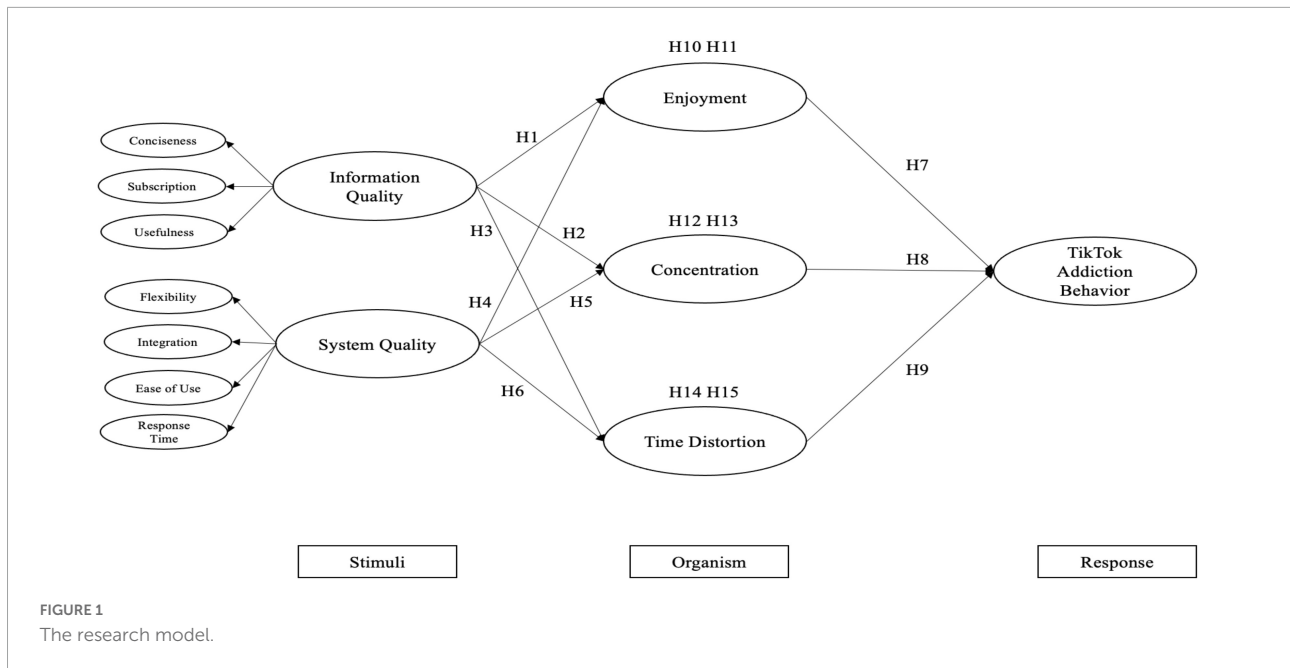 H10 H11
Enjoyment
H1
Conciseness
Subscription
Usefulness
Information
Quality
H7
H2
H3
H12 H13
Concentration
H8
TikTok
Addiction
Behavior
Flexibility
Integration
Ease of Use
Response
Time
System Quality
H4
H5
H6
H9
H14 H15
Time Distortion
Stimuli
Organism
Response
FIGURE 1
The research model.